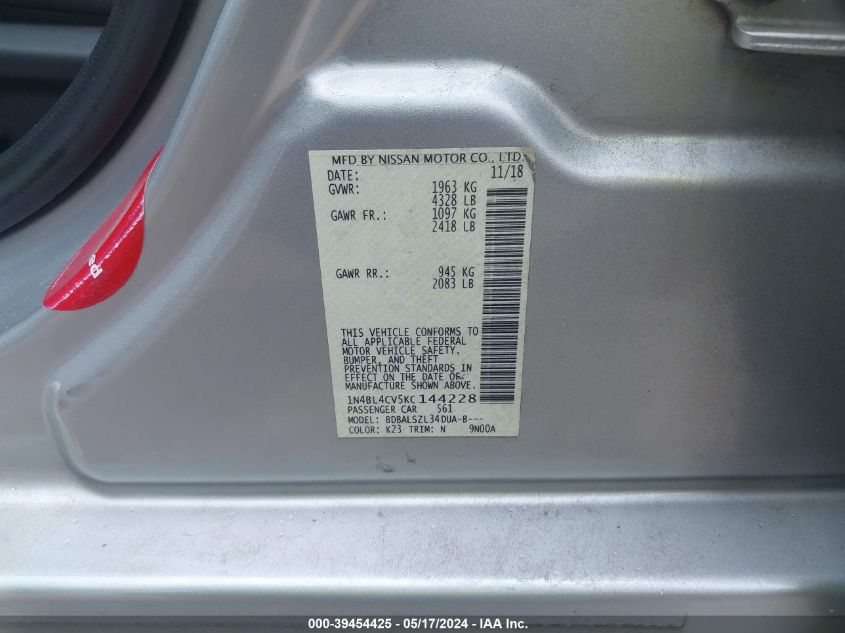 MFD BY NISSAN MOTOR CO., LTD.
DATE: 11/18
GVWR: 1963 KG
4328 LB
GAWR FR.: 1097 KG
2418 LB
GAWR RR.: 945 KG
2083 LB
THIS VEHICLE CONFORMS TO
ALL APPLICABLE FEDERAL
MOTOR VEHICLE SAFETY,
BUMPER, AND THEFT
PREVENTION STANDARDS IN
EFFECT ON THE DATE OF
MANUFACTURE SHOWN ABOVE.
1N4BL4CV5KC144228
PASSENGER CAR 561
MODEL: BDBALSZL34DUA-B---
COLOR: K23 TRIM: N 9N00A
000-39454425 - 05/17/2024 - IAA Inc.